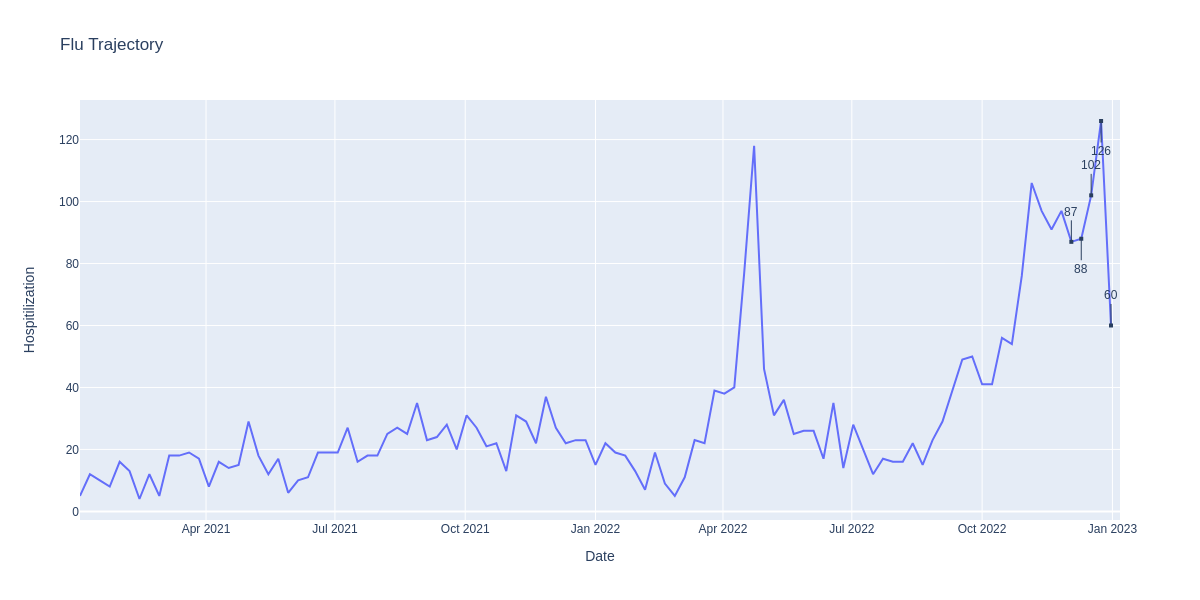 Flu Trajectory
120
100
80
60
40
20
0
Hospitilization
126
102
87
88
60
Apr 2021
Jul 2021
Oct 2021
Jan 2022
Apr 2022
Jul 2022
Oct 2022
Jan 2023
Date